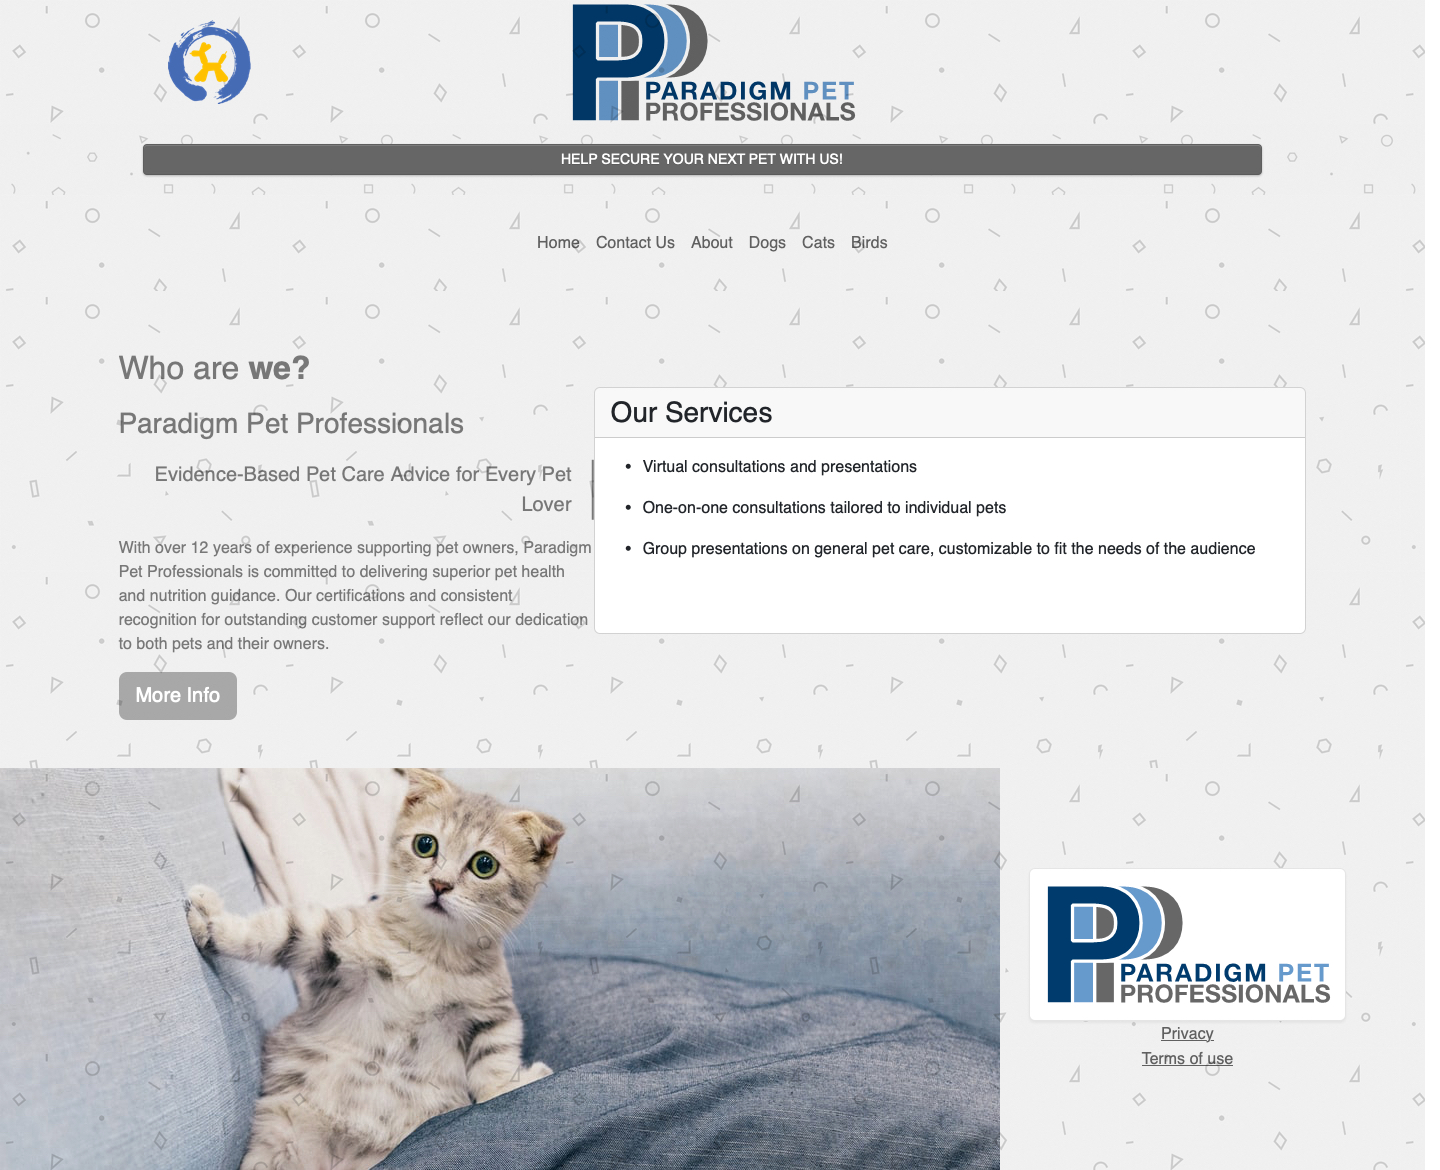 PARADIGM PET
PROFESSIONALS
HELP SECURE YOUR NEXT PET WITH US!
Home Contact Us About Dogs Cats Birds
Who are we?
Paradigm Pet Professionals
Evidence-Based Pet Care Advice for Every Pet
Lover
With over 12 years of experience supporting pet owners, Paradigm
Pet Professionals is committed to delivering superior pet health
and nutrition guidance. Our certifications and consistent
recognition for outstanding customer support reflect our dedication
to both pets and their owners.
More Info
Our Services
• Virtual consultations and presentations
• One-on-one consultations tailored to individual pets
• Group presentations on general pet care, customizable to fit the needs of the audience
PARADIGM PET
PROFESSIONALS
Privacy
Terms of use